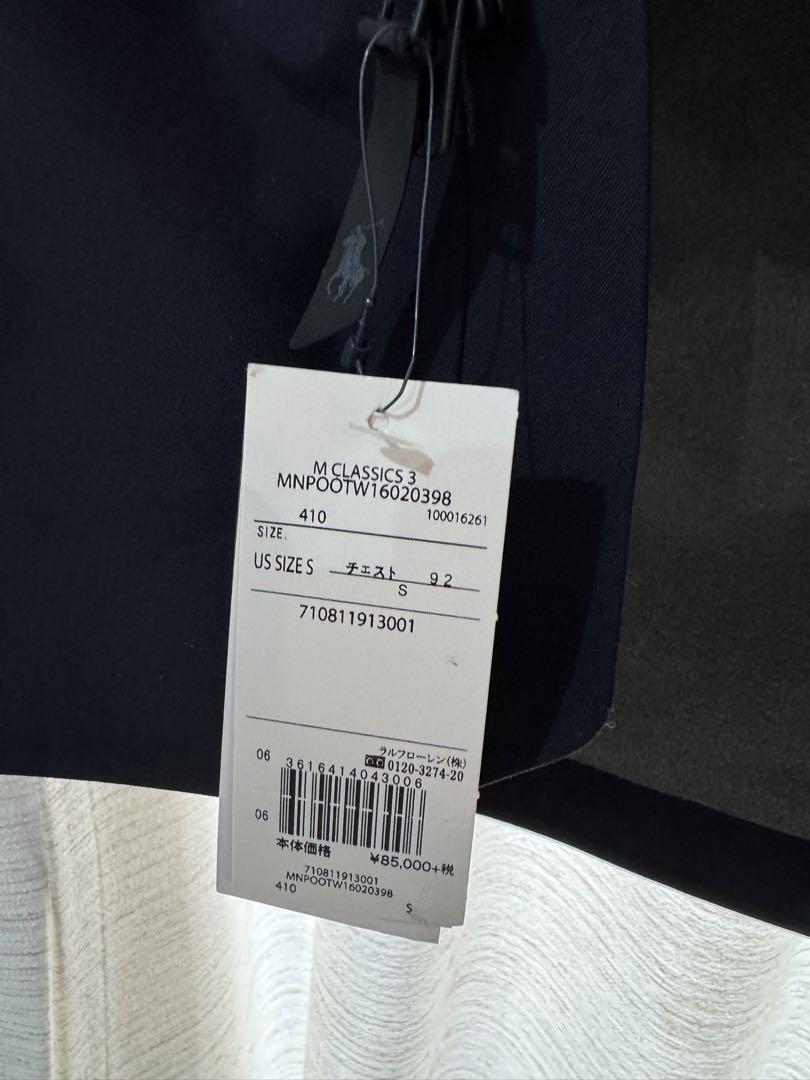 M CLASSICS 3
MNPOOTW16020398
410 100016261
SIZE.
US SIZE S チェスト 92
S
710811913001
ラルフローレン(株)
06 0120-3274-20
3616414043006
06
本体価格 ¥85,000+税
710811913001
MNPOOTW16020398
410 S